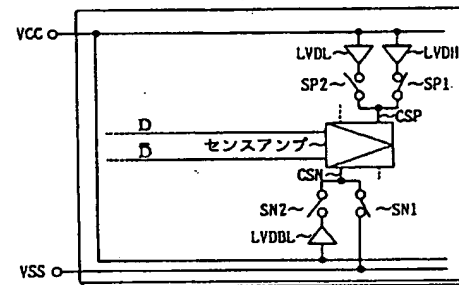 VCC
LVDL LVDH
SP2 SP1
CSP
D
D̅
センスアンプ
CSN
SN2 SN1
LVDBL
VSS